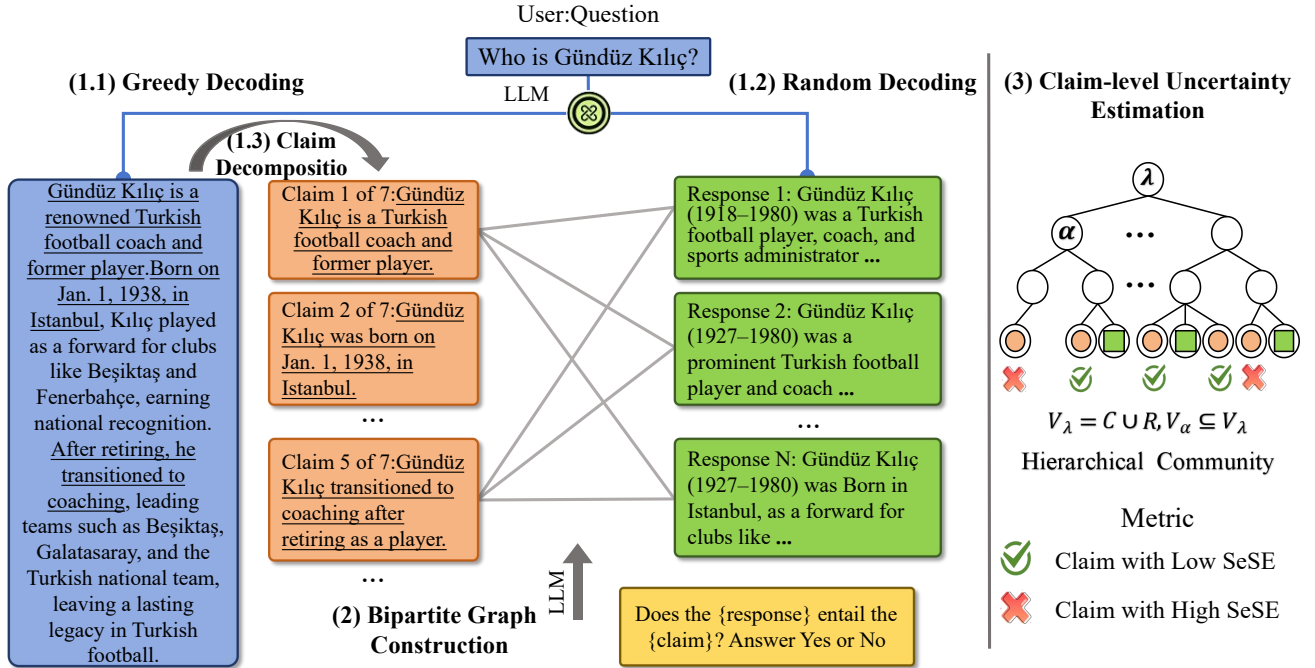 User:Question
Who is Gündüz Kılıç?
(1.1) Greedy Decoding
LLM
(1.2) Random Decoding
(1.3) Claim
Decompositio
Gündüz Kılıç is a
renowned Turkish
football coach and
former player.Born on
Jan. 1, 1938, in
Istanbul, Kılıç played
as a forward for clubs
like Beşiktaş and
Fenerbahçe, earning
national recognition.
After retiring, he
transitioned to
coaching, leading
teams such as Beşiktaş,
Galatasaray, and the
Turkish national team,
leaving a lasting
legacy in Turkish
football.
Claim 1 of 7:Gündüz
Kılıç is a Turkish
football coach and
former player.
Claim 2 of 7:Gündüz
Kılıç was born on
Jan. 1, 1938, in
Istanbul.
...
Claim 5 of 7:Gündüz
Kılıç transitioned to
coaching after
retiring as a player.
...
Response 1: Gündüz Kılıç
(1918–1980) was a Turkish
football player, coach, and
sports administrator ...
Response 2: Gündüz Kılıç
(1927–1980) was a
prominent Turkish football
player and coach ...
...
Response N: Gündüz Kılıç
(1927–1980) was Born in
Istanbul, as a forward for
clubs like ...
(2) Bipartite Graph
Construction
LLM
Does the {response} entail the
{claim}? Answer Yes or No
(3) Claim-level Uncertainty
Estimation
λ
α
...
...
V_λ = C ∪ R, V_α ⊆ V_λ
Hierarchical Community
Metric
Claim with Low SeSE
Claim with High SeSE